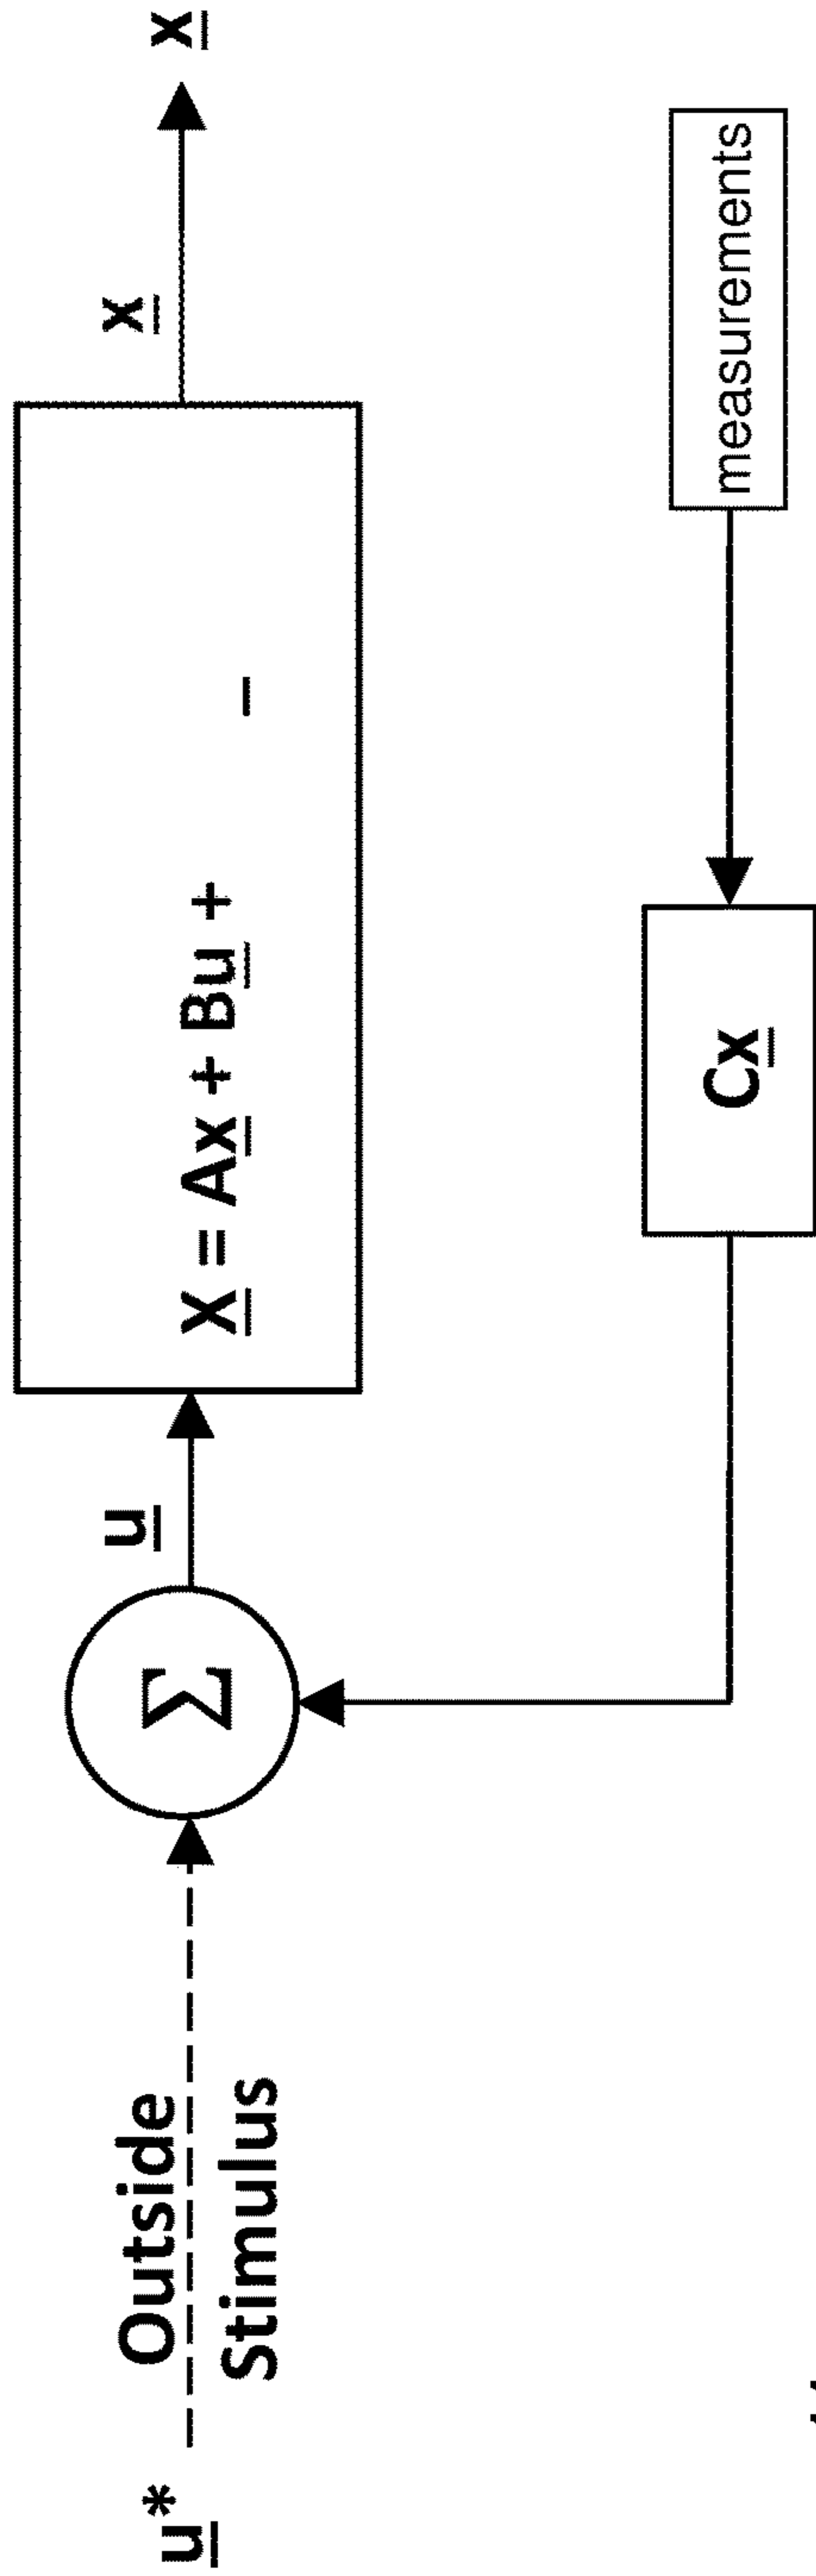 u* Outside
Stimulus
Σ
u
X = Ax + Bu + _
x
x
Cx
measurements